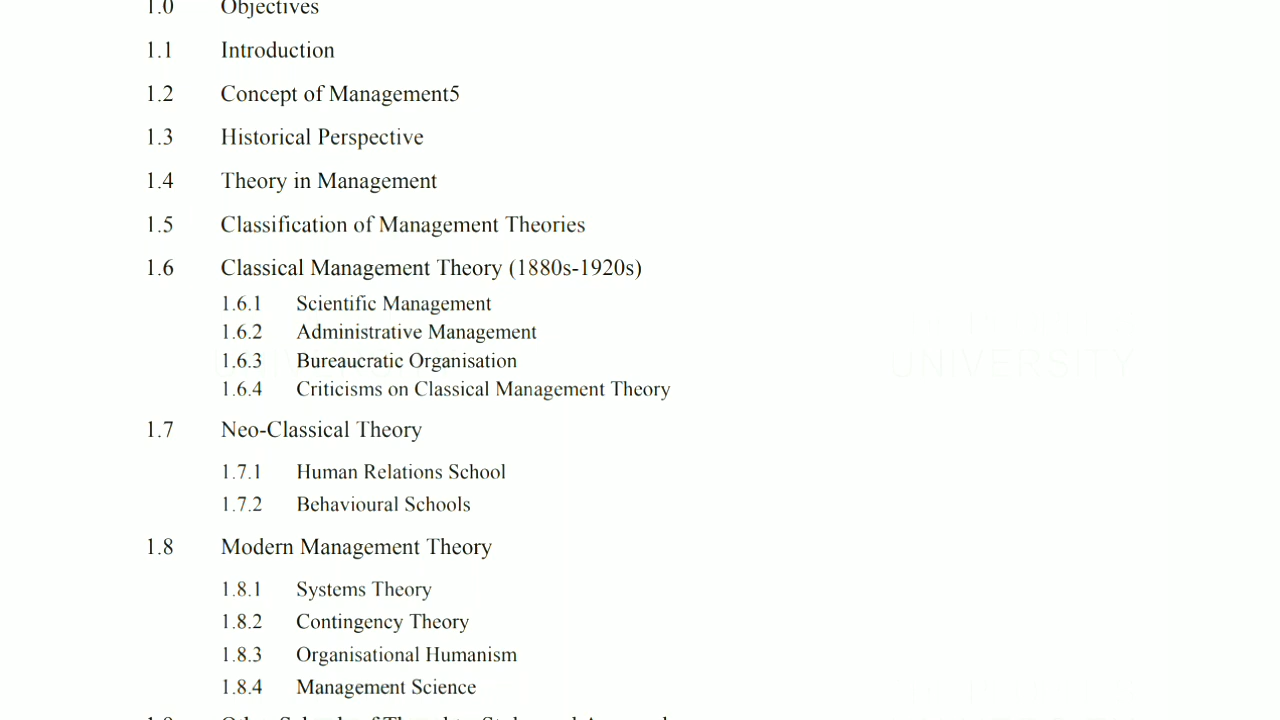 1.0 Objectives
1.1 Introduction
1.2 Concept of Management5
1.3 Historical Perspective
1.4 Theory in Management
1.5 Classification of Management Theories
1.6 Classical Management Theory (1880s-1920s)
1.6.1 Scientific Management
1.6.2 Administrative Management
1.6.3 Bureaucratic Organisation
UNIVERSITY
1.6.4 Criticisms on Classical Management Theory
1.7 Neo-Classical Theory
1.7.1 Human Relations School
1.7.2 Behavioural Schools
1.8 Modern Management Theory
1.8.1 Systems Theory
1.8.2 Contingency Theory
1.8.3 Organisational Humanism
1.8.4 Management Science